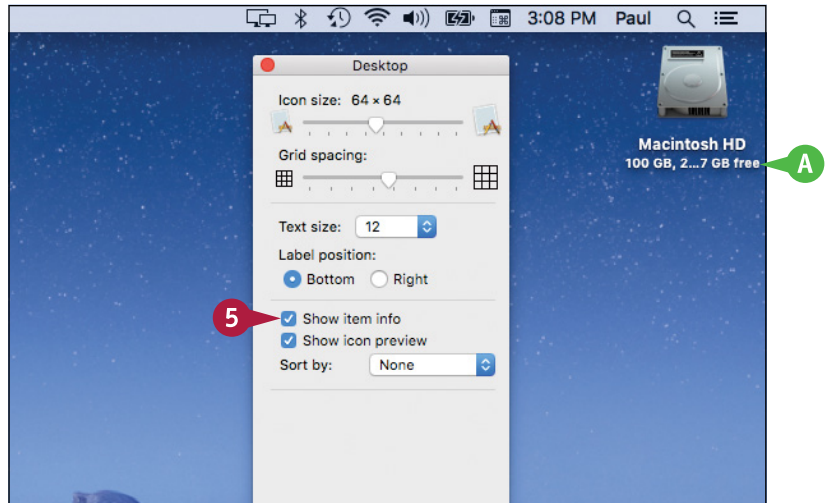 3:08 PM Paul
Desktop
Icon size: 64 × 64
Grid spacing:
Text size: 12
Label position:
Bottom Right
Show item info
Show icon preview
Sort by: None
Macintosh HD
100 GB, 2...7 GB free
A
5